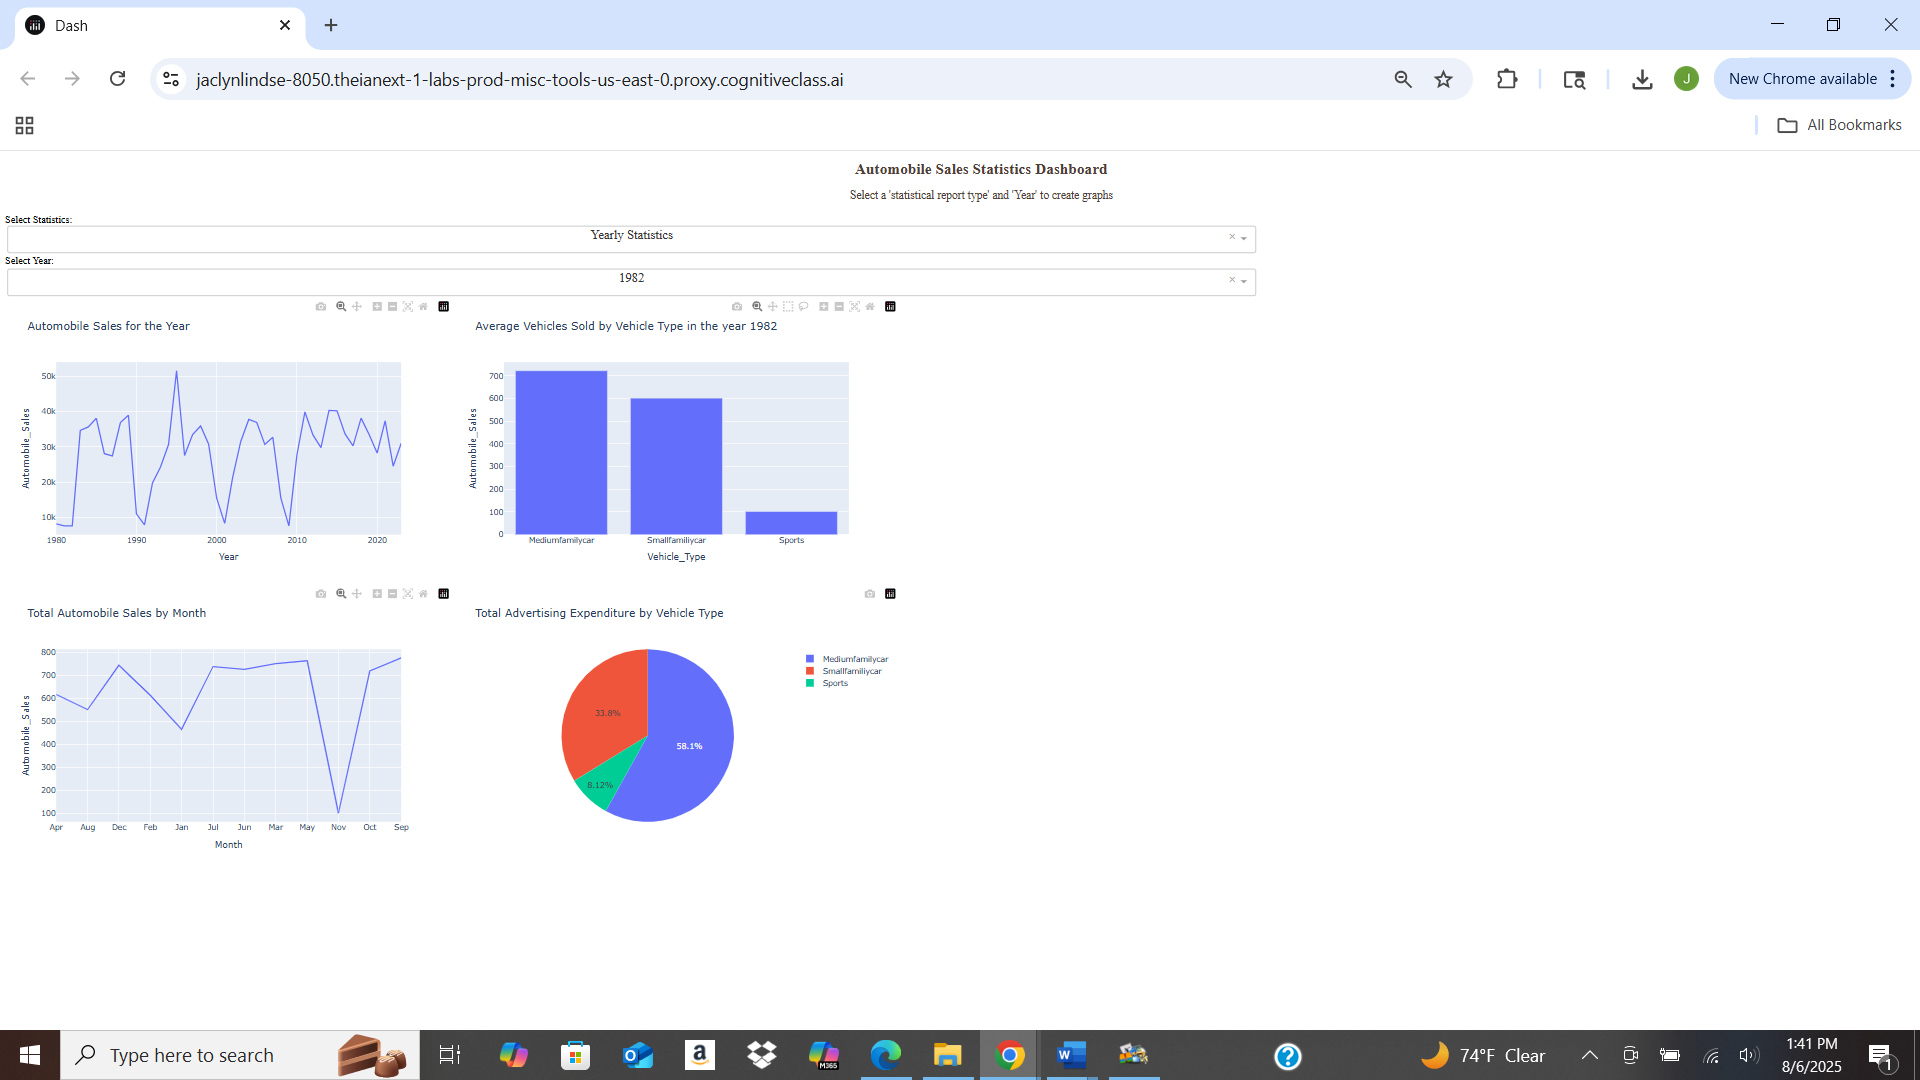 Dash
jaclynlindse-8050.theianext-1-labs-prod-misc-tools-us-east-0.proxy.cognitiveclass.ai
J
New Chrome available
All Bookmarks
Automobile Sales Statistics Dashboard
Select a 'statistical report type' and 'Year' to create graphs
Select Statistics:
Yearly Statistics
Select Year:
1982
Automobile Sales for the Year
50k
40k
30k
20k
10k
Automobile_Sales
1980 1990 2000 2010 2020
Year
Average Vehicles Sold by Vehicle Type in the year 1982
700
600
500
400
300
200
100
0
Automobile_Sales
Mediumfamilycar Smallfamiliycar Sports
Vehicle_Type
Total Automobile Sales by Month
800
700
600
500
400
300
200
100
Automobile_Sales
Apr Aug Dec Feb Jan Jul Jun Mar May Nov Oct Sep
Month
Total Advertising Expenditure by Vehicle Type
33.8%
58.1%
8.12%
Mediumfamilycar
Smallfamiliycar
Sports
Type here to search
M365
74°F Clear
1:41 PM
8/6/2025
1